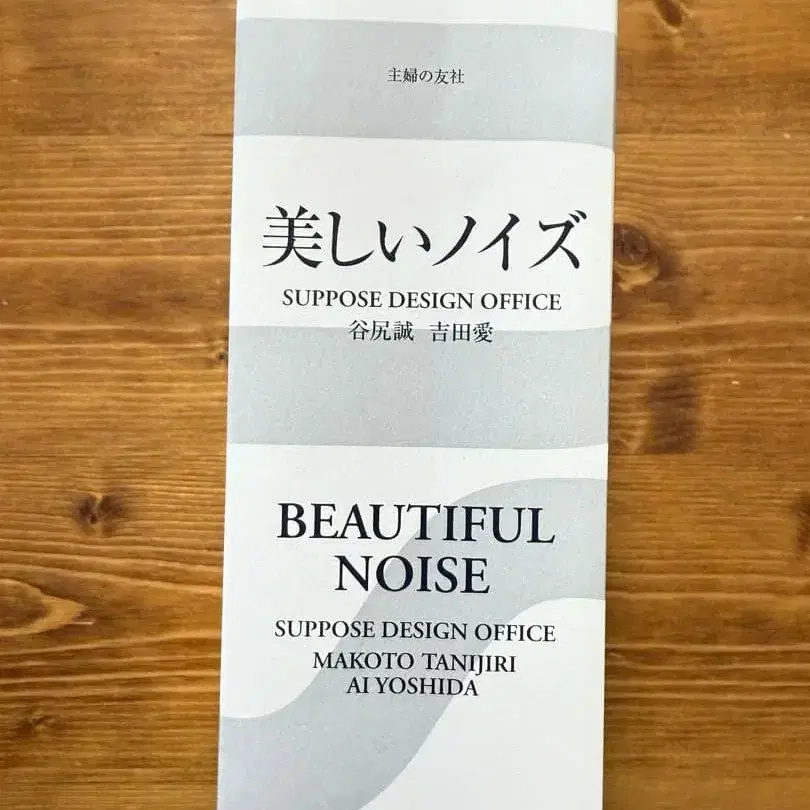 主婦の友社
美しいノイズ
SUPPOSE DESIGN OFFICE
谷尻誠 吉田愛
BEAUTIFUL
NOISE
SUPPOSE DESIGN OFFICE
MAKOTO TANIJIRI
AI YOSHIDA